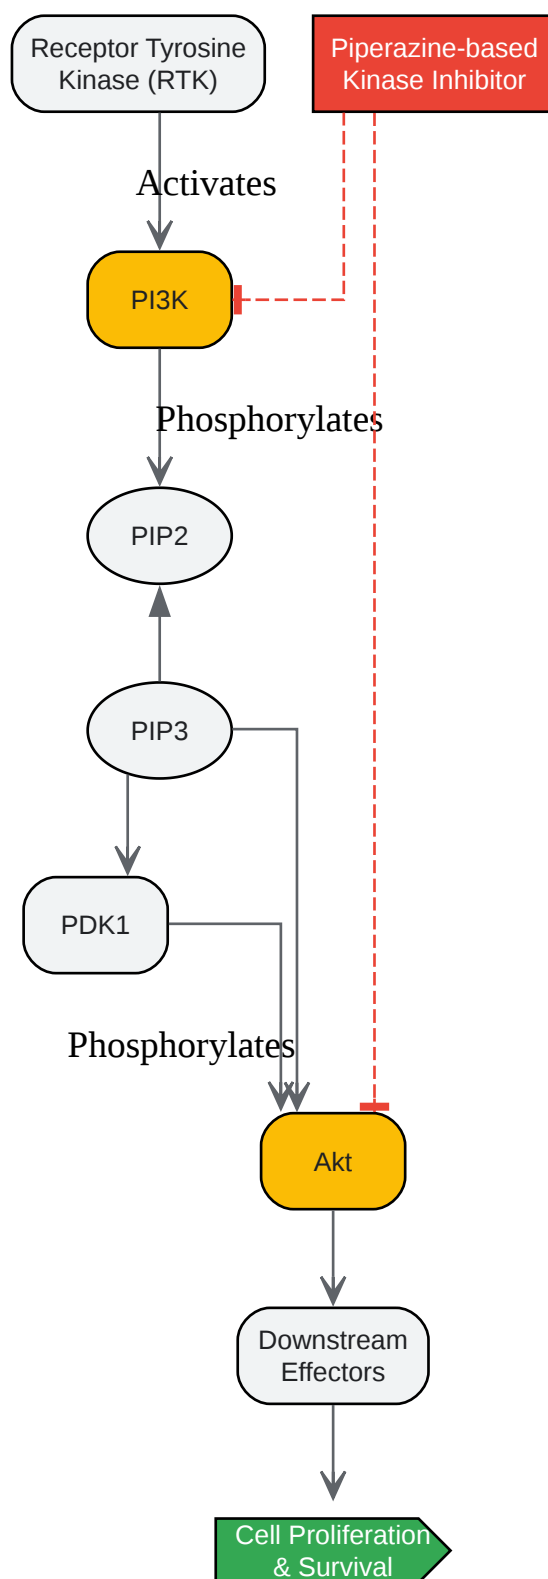 Receptor Tyrosine
Kinase (RTK)
Piperazine-based
Kinase Inhibitor
Activates
PI3K
Phosphorylates
PIP2
PIP3
PDK1
Phosphorylates
Akt
Downstream
Effectors
Cell Proliferation
& Survival